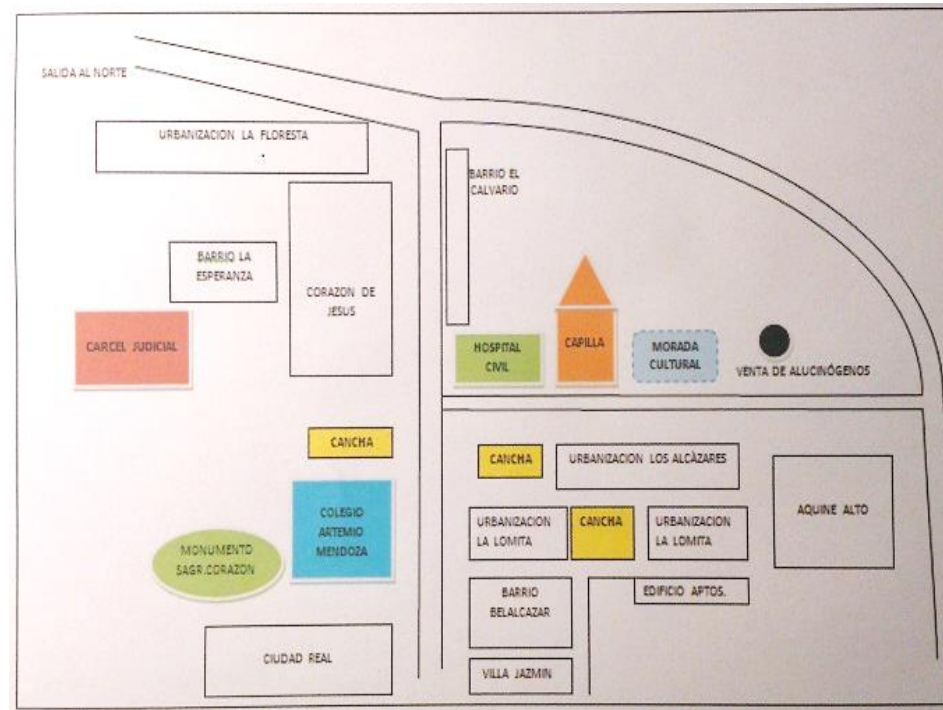 SALIDA AL NORTE
URBANIZACION LA FLORESTA
BARRIO EL
CALVARIO
BARRIO LA
ESPERANZA
CORAZON DE
JESUS
CARCEL JUDICIAL
HOSPITAL
CIVIL
CAPILLA
MORADA
CULTURAL
VENTA DE ALUCINÓGENOS
CANCHA
CANCHA
URBANIZACION LOS ALCÀZARES
COLEGIO
ARTEMIO
MENDOZA
URBANIZACION
LA LOMITA
CANCHA
URBANIZACION
LA LOMITA
AQUINE ALTO
MONUMENTO
SAGR.CORAZON
BARRIO
BELALCAZAR
EDIFICIO APTOS.
CIUDAD REAL
VILLA JAZMIN